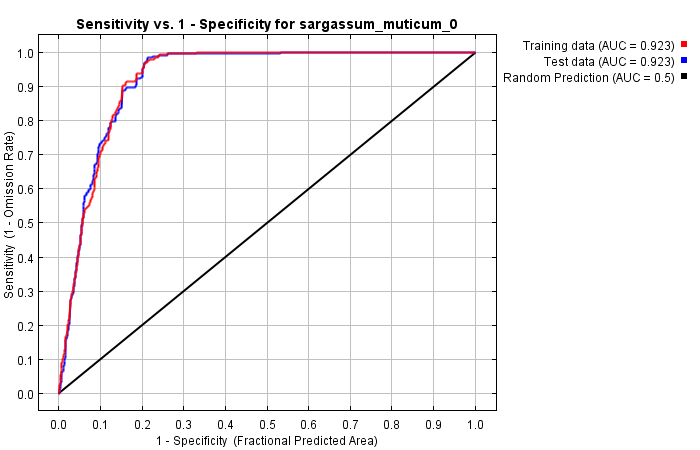 Sensitivity vs. 1 - Specificity for sargassum_muticum_0
Training data (AUC = 0.923)
Test data (AUC = 0.923)
Random Prediction (AUC = 0.5)
Sensitivity (1 - Omission Rate)
1.0
0.9
0.8
0.7
0.6
0.5
0.4
0.3
0.2
0.1
0.0
0.0 0.1 0.2 0.3 0.4 0.5 0.6 0.7 0.8 0.9 1.0
1 - Specificity (Fractional Predicted Area)